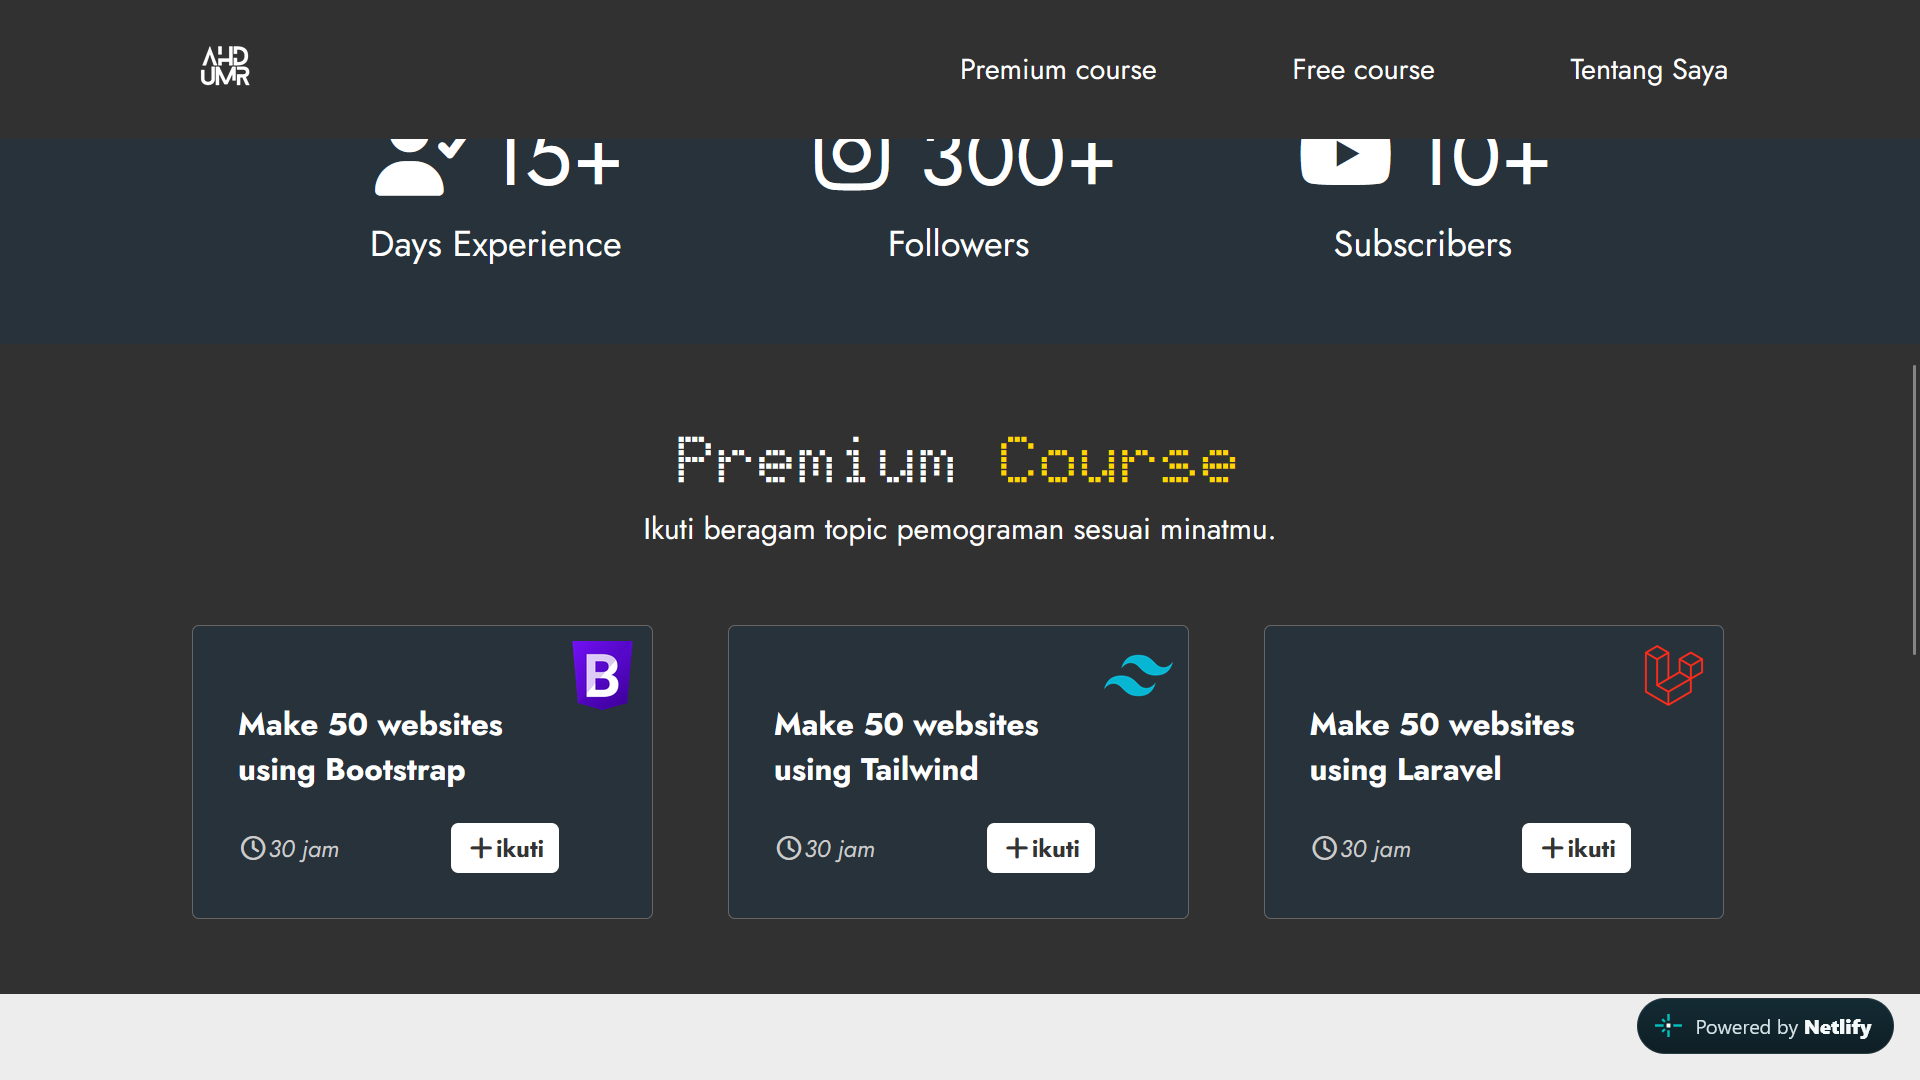 AHD
UMR
Premium course
Free course
Tentang Saya
15+
300+
10+
Days Experience
Followers
Subscribers
Premium Course
Ikuti beragam topic pemograman sesuai minatmu.
B
Make 50 websites
using Bootstrap
30 jam
+ikuti
Make 50 websites
using Tailwind
30 jam
+ikuti
Make 50 websites
using Laravel
30 jam
+ikuti
Powered by Netlify